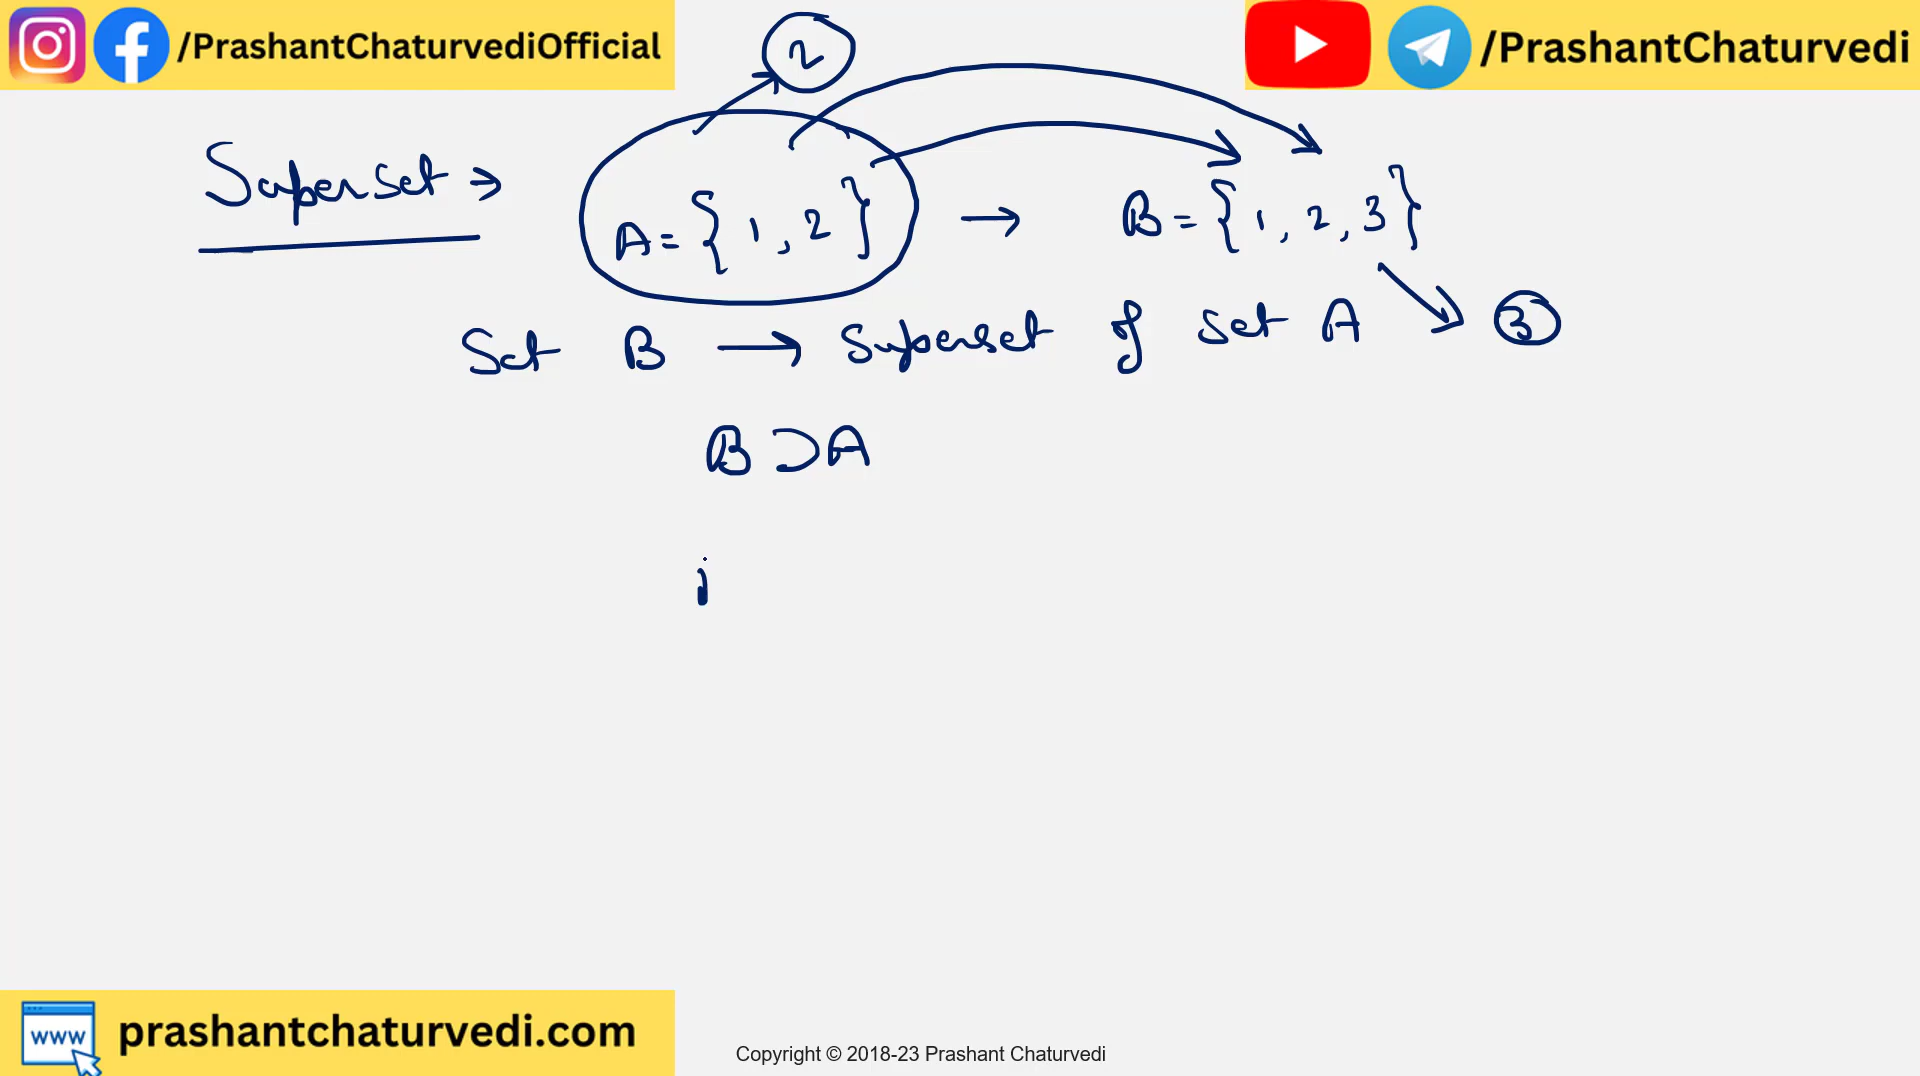 /PrashantChaturvediOfficial
/PrashantChaturvedi
2
Superset →
A = {1, 2} → B = {1, 2, 3}
3
Set B → Superset of set A
B ⊃ A
i
www
prashantchaturvedi.com
Copyright © 2018-23 Prashant Chaturvedi